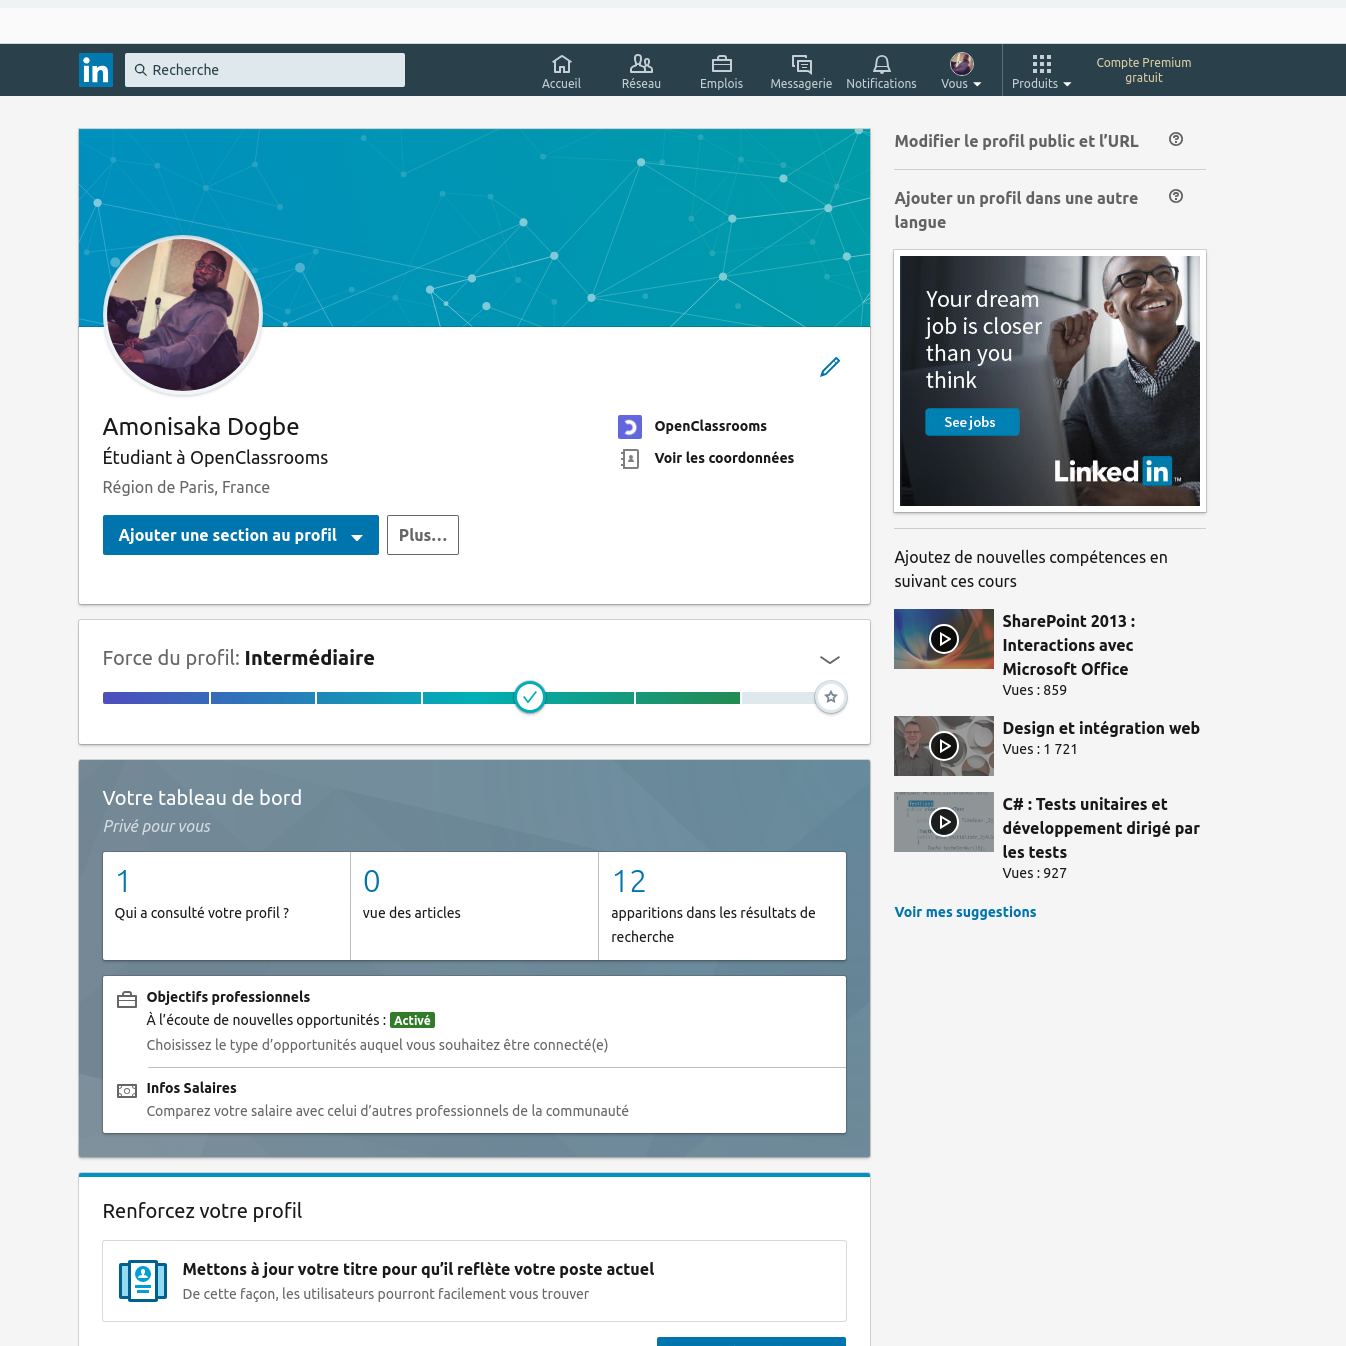 in
Recherche
Accueil
Réseau
Emplois
Messagerie
Notifications
Vous
Produits
Compte Premium
gratuit
Amonisaka Dogbe
Étudiant à OpenClassrooms
Région de Paris, France
OpenClassrooms
Voir les coordonnées
Ajouter une section au profil
Plus...
Force du profil: Intermédiaire
Votre tableau de bord
Privé pour vous
1
Qui a consulté votre profil ?
0
vue des articles
12
apparitions dans les résultats de
recherche
Objectifs professionnels
À l’écoute de nouvelles opportunités : Activé
Choisissez le type d’opportunités auquel vous souhaitez être connecté(e)
Infos Salaires
Comparez votre salaire avec celui d’autres professionnels de la communauté
Renforcez votre profil
Mettons à jour votre titre pour qu’il reflète votre poste actuel
De cette façon, les utilisateurs pourront facilement vous trouver
Modifier le profil public et l’URL
Ajouter un profil dans une autre
langue
Your dream
job is closer
than you
think
See jobs
Linked in ™
Ajoutez de nouvelles compétences en
suivant ces cours
SharePoint 2013 :
Interactions avec
Microsoft Office
Vues : 859
Design et intégration web
Vues : 1 721
C# : Tests unitaires et
développement dirigé par
les tests
Vues : 927
Voir mes suggestions